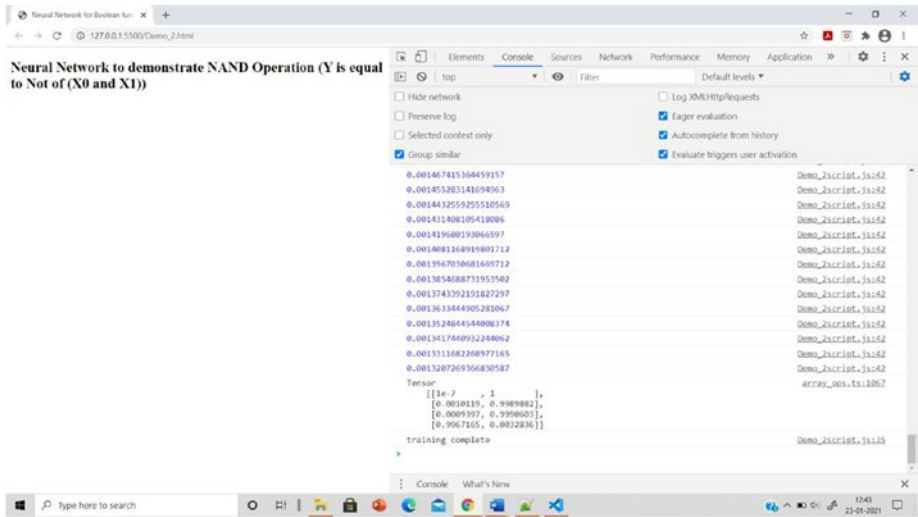 Neural Network for Boolean fun
127.0.0.1:5500/Demo_2.html
Neural Network to demonstrate NAND Operation (Y is equal
to Not of (X0 and X1))
Elements Console Sources Network Performance Memory Application »
top Filter Default levels ▼
Hide network Log XMLHttpRequests
Preserve log Eager evaluation
Selected context only Autocomplete from history
Group similar Evaluate triggers user activation
0.001467415364459157 Demo_2script.js:42
0.001455283141694963 Demo_2script.js:42
0.0014432559255510569 Demo_2script.js:42
0.001431408105418086 Demo_2script.js:42
0.001419680193066597 Demo_2script.js:42
0.0014081168919801712 Demo_2script.js:42
0.0013967030681669712 Demo_2script.js:42
0.0013854688731953502 Demo_2script.js:42
0.0013743392191827297 Demo_2script.js:42
0.0013633444905281067 Demo_2script.js:42
0.0013524844544008374 Demo_2script.js:42
0.0013417440932244062 Demo_2script.js:42
0.0013311682268977165 Demo_2script.js:42
0.0013207269366830587 Demo_2script.js:42
Tensor array_ops.ts:1067
[[1e-7 , 1 ],
[0.0010119, 0.9989882],
[0.0009397, 0.9990603],
[0.9967165, 0.0032836]]
training complete Demo_2script.js:35
>
Console What's New
Type here to search
12:43
23-01-2021